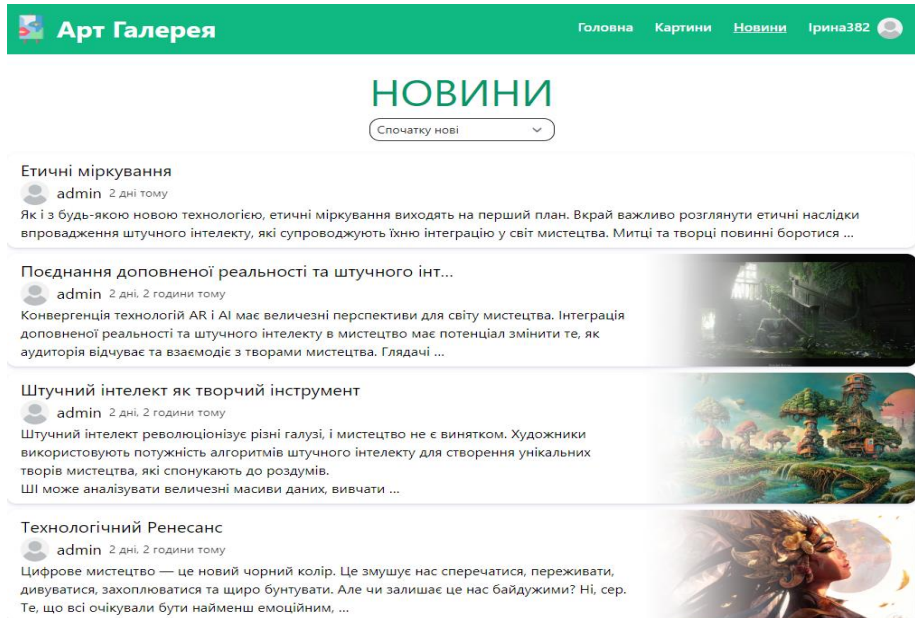 Арт Галерея
Головна Картини Новини Ірина382
НОВИНИ
Спочатку нові
Етичні міркування
admin 2 дні тому
Як і з будь-якою новою технологією, етичні міркування виходять на перший план. Вкрай важливо розглянути етичні наслідки
впровадження штучного інтелекту, які супроводжують їхню інтеграцію у світ мистецтва. Митці та творці повинні боротися ...
Поєднання доповненої реальності та штучного інт...
admin 2 дні, 2 години тому
Конвергенція технологій AR і AI має величезні перспективи для світу мистецтва. Інтеграція
доповненої реальності та штучного інтелекту в мистецтво має потенціал змінити те, як
аудиторія відчуває та взаємодіє з творами мистецтва. Глядачі ...
Штучний інтелект як творчий інструмент
admin 2 дні, 2 години тому
Штучний інтелект революціонізує різні галузі, і мистецтво не є винятком. Художники
використовують потужність алгоритмів штучного інтелекту для створення унікальних
творів мистецтва, які спонукають до роздумів.
ШІ може аналізувати величезні масиви даних, вивчати ...
Технологічний Ренесанс
admin 2 дні, 2 години тому
Цифрове мистецтво — це новий чорний колір. Це змушує нас сперечатися, переживати,
дивуватися, захоплюватися та щиро бунтувати. Але чи залишає це нас байдужими? Ні, сер.
Те, що всі очікували бути найменш емоційним, ...